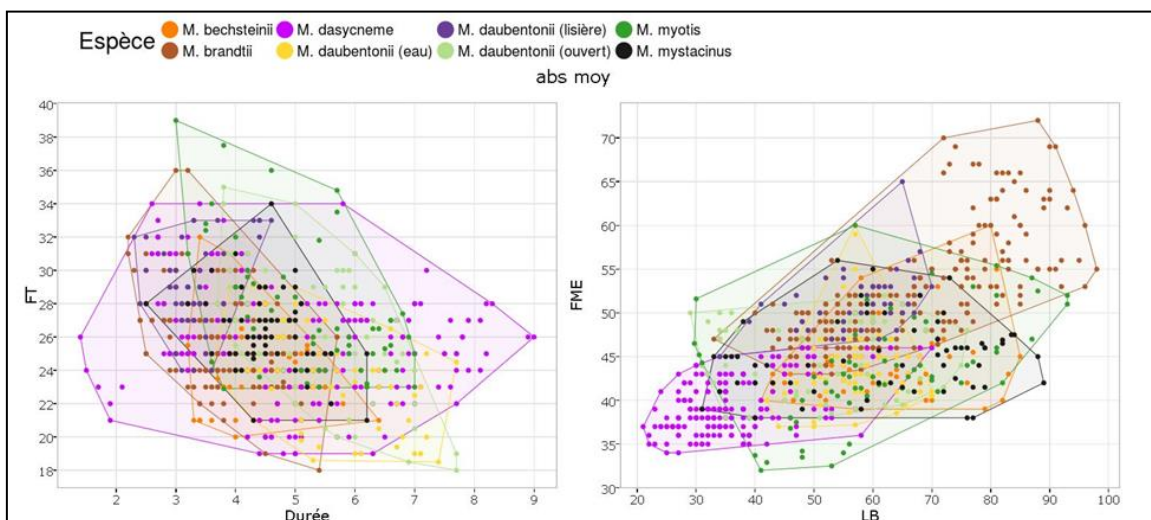 Espèce M. bechsteinii M. dasycneme M. daubentonii (lisière) M. myotis
M. brandtii M. daubentonii (eau) M. daubentonii (ouvert) M. mystacinus
abs moy
40
38
36
34
32
30
28
26
24
22
20
18
FT
2 3 4 5 6 7 8 9
Durée
70
65
60
55
50
45
40
35
30
FME
20 30 40 50 60 70 80 90 100
LB